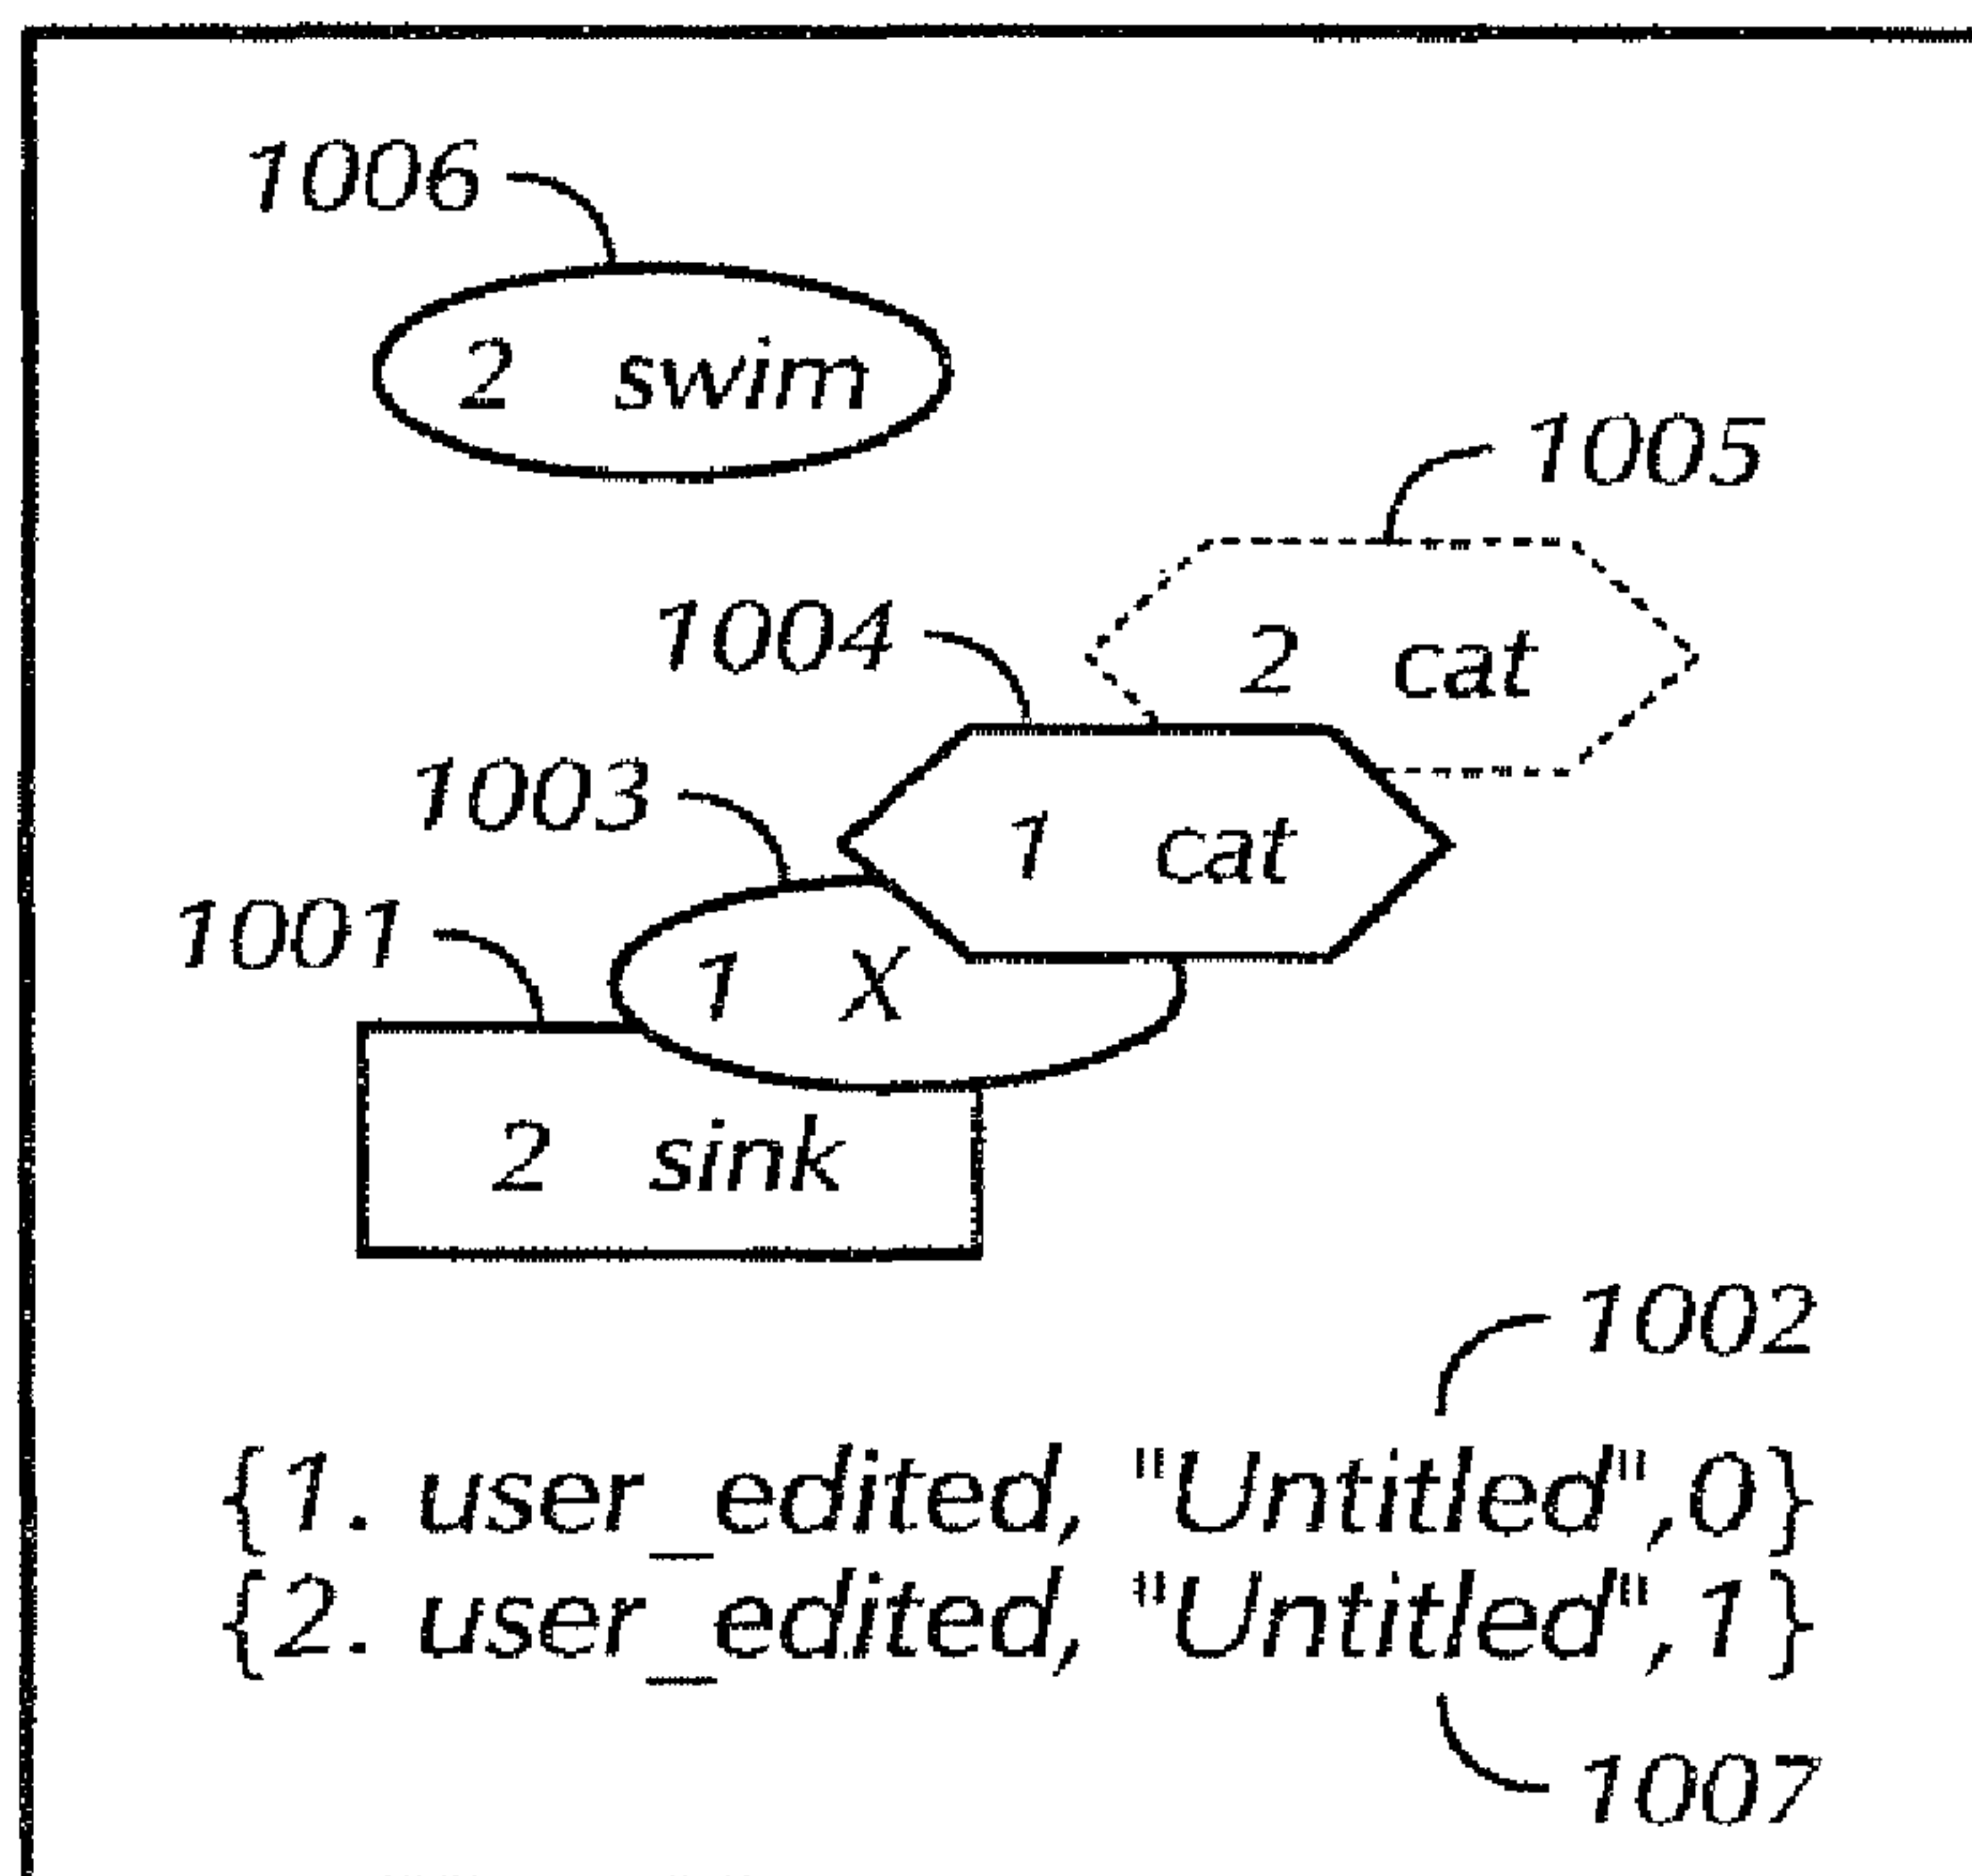 1006
2 swim
1005
1004
2 cat
1003
1 cat
1001
1 X
2 sink
1002
{1. user_edited, "Untitled",0}
{2. user_edited, "Untitled",1}
1007